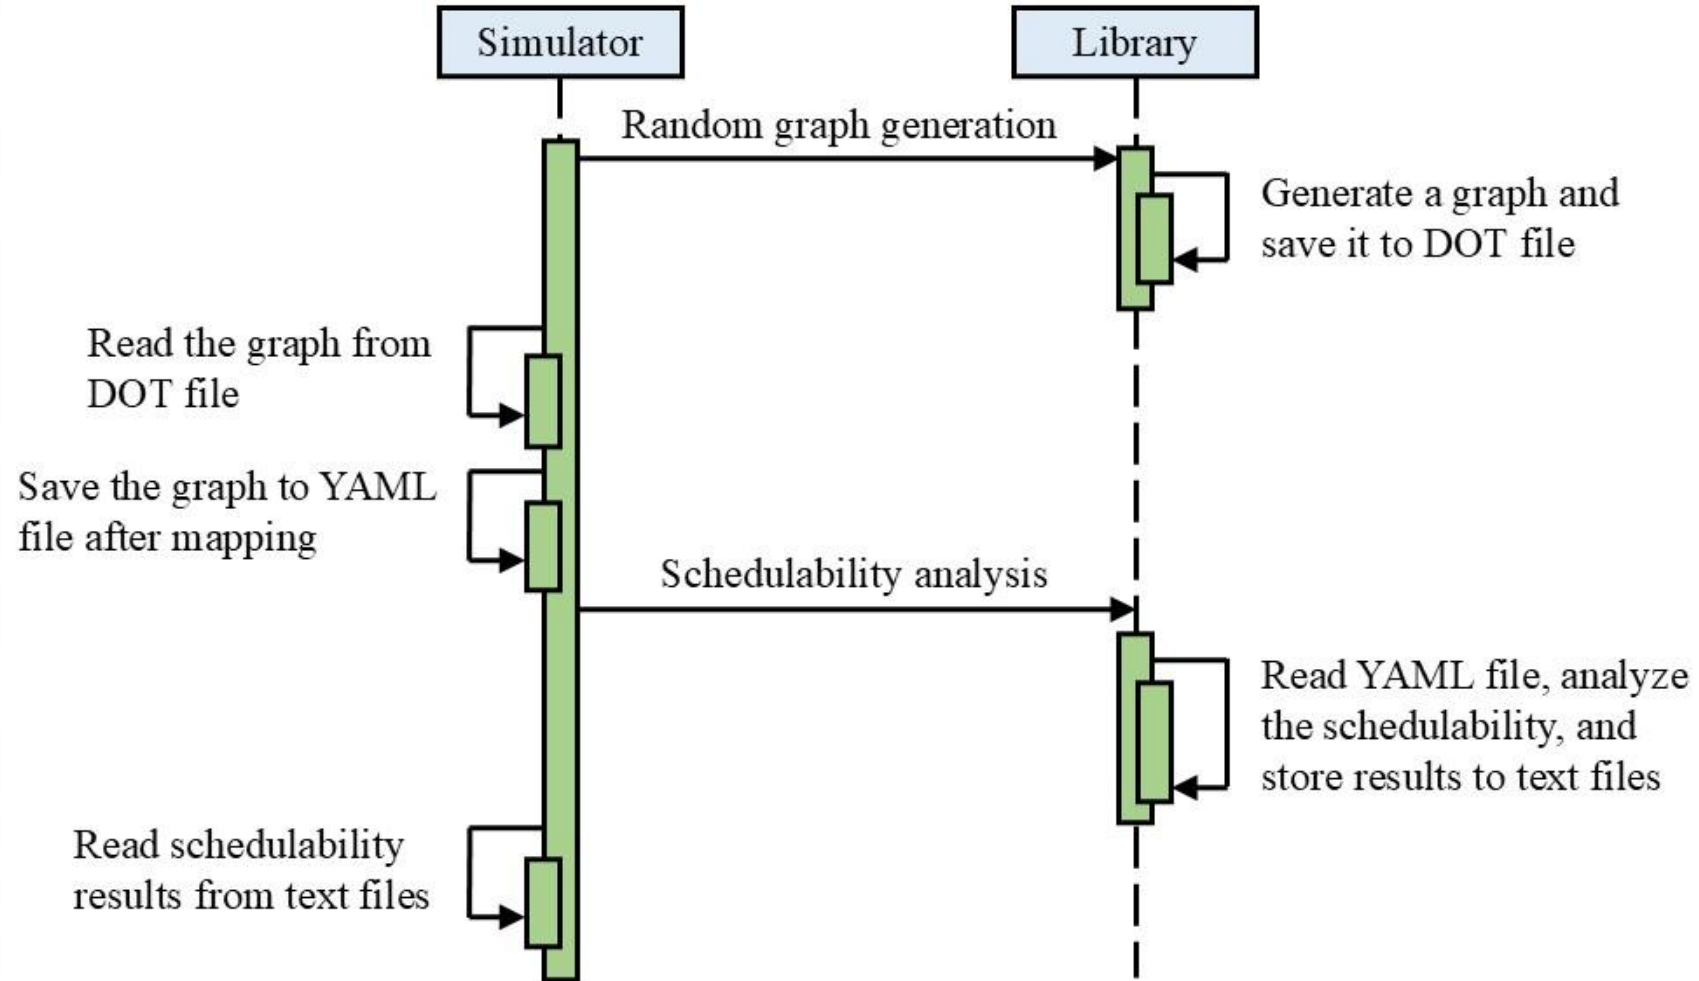 Simulator
Library
Random graph generation
Generate a graph and
save it to DOT file
Read the graph from
DOT file
Save the graph to YAML
file after mapping
Schedulability analysis
Read YAML file, analyze
the schedulability, and
store results to text files
Read schedulability
results from text files